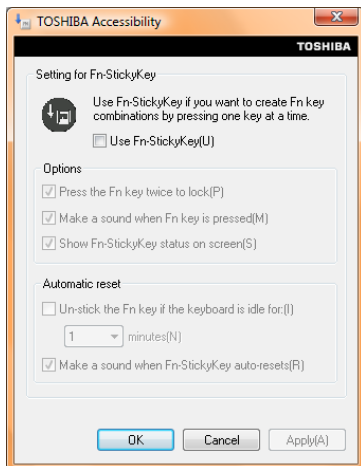 TOSHIBA Accessibility
TOSHIBA
Setting for Fn-StickyKey
Use Fn-StickyKey if you want to create Fn key
combinations by pressing one key at a time.
Use Fn-StickyKey(U)
Options
Press the Fn key twice to lock(P)
Make a sound when Fn key is pressed(M)
Show Fn-StickyKey status on screen(S)
Automatic reset
Un-stick the Fn key if the keyboard is idle for:(I)
1 minutes(N)
Make a sound when Fn-StickyKey auto-resets(R)
OK Cancel Apply(A)